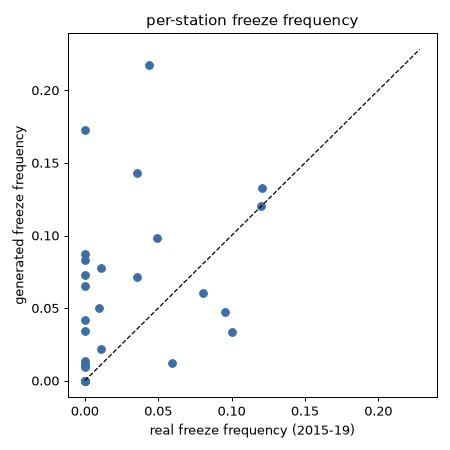 per-station freeze frequency
generated freeze frequency
0.20
0.15
0.10
0.05
0.00
0.00 0.05 0.10 0.15 0.20
real freeze frequency (2015-19)